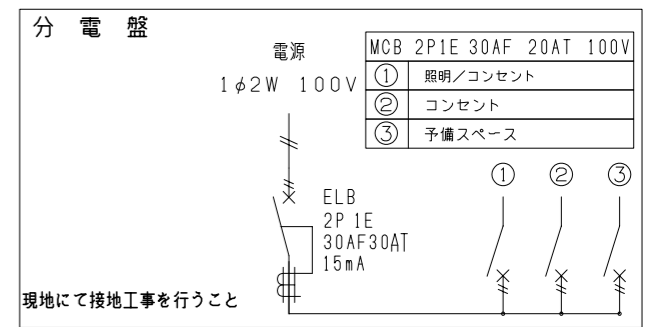 分電盤
電源
1φ2W 100V
MCB 2P1E 30AF 20AT 100V
① 照明/コンセント
② コンセント
③ 予備スペース
① ② ③
ELB
2P 1E
30AF30AT
15mA
現地にて接地工事を行うこと